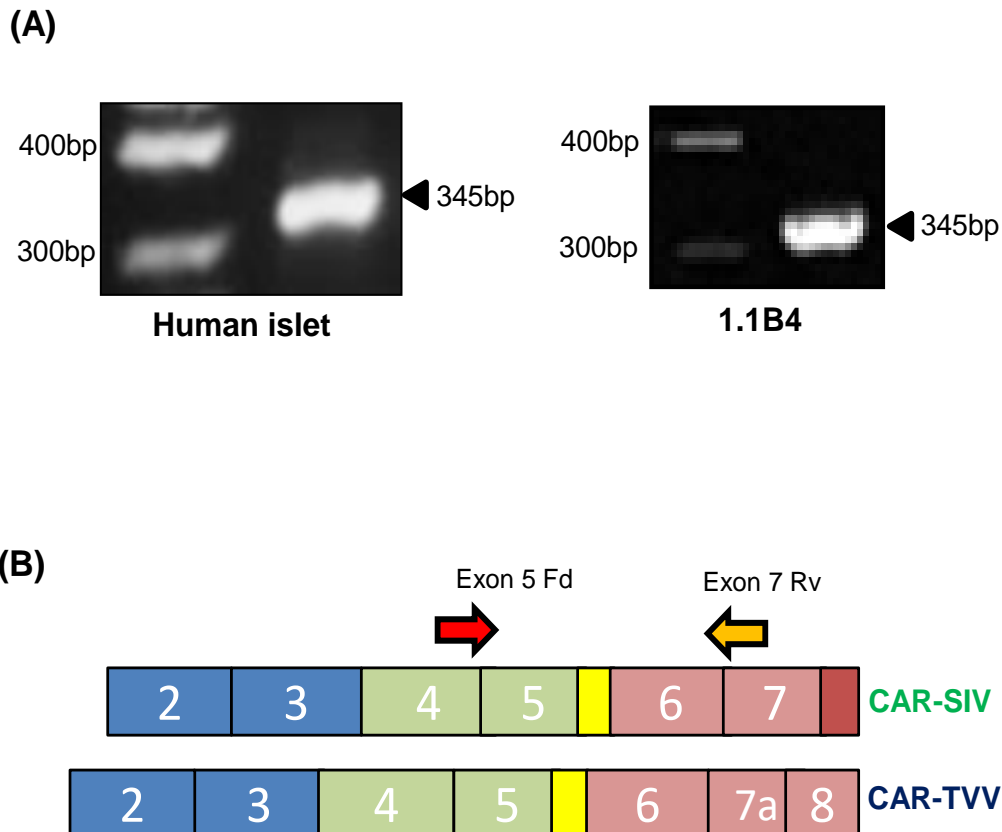 (A)
400bp
300bp
345bp
Human islet
400bp
300bp
345bp
1.1B4
(B)
Exon 5 Fd
Exon 7 Rv
2 3 4 5 6 7 CAR-SIV
2 3 4 5 6 7a 8 CAR-TVV